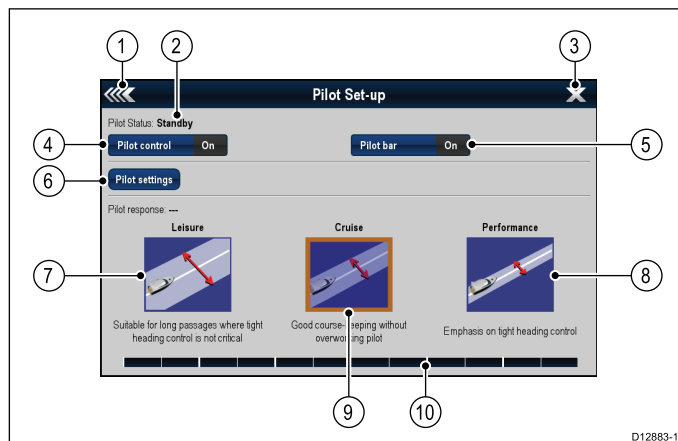 1 2 3
Pilot Set-up
Pilot Status: Standby
4 Pilot control On Pilot bar On 5
6 Pilot settings
Pilot response: ---
Leisure Cruise Performance
7 8
Suitable for long passages where tight
heading control is not critical
Good course-keeping without
overworking pilot
Emphasis on tight heading control
9 10
D12883-1